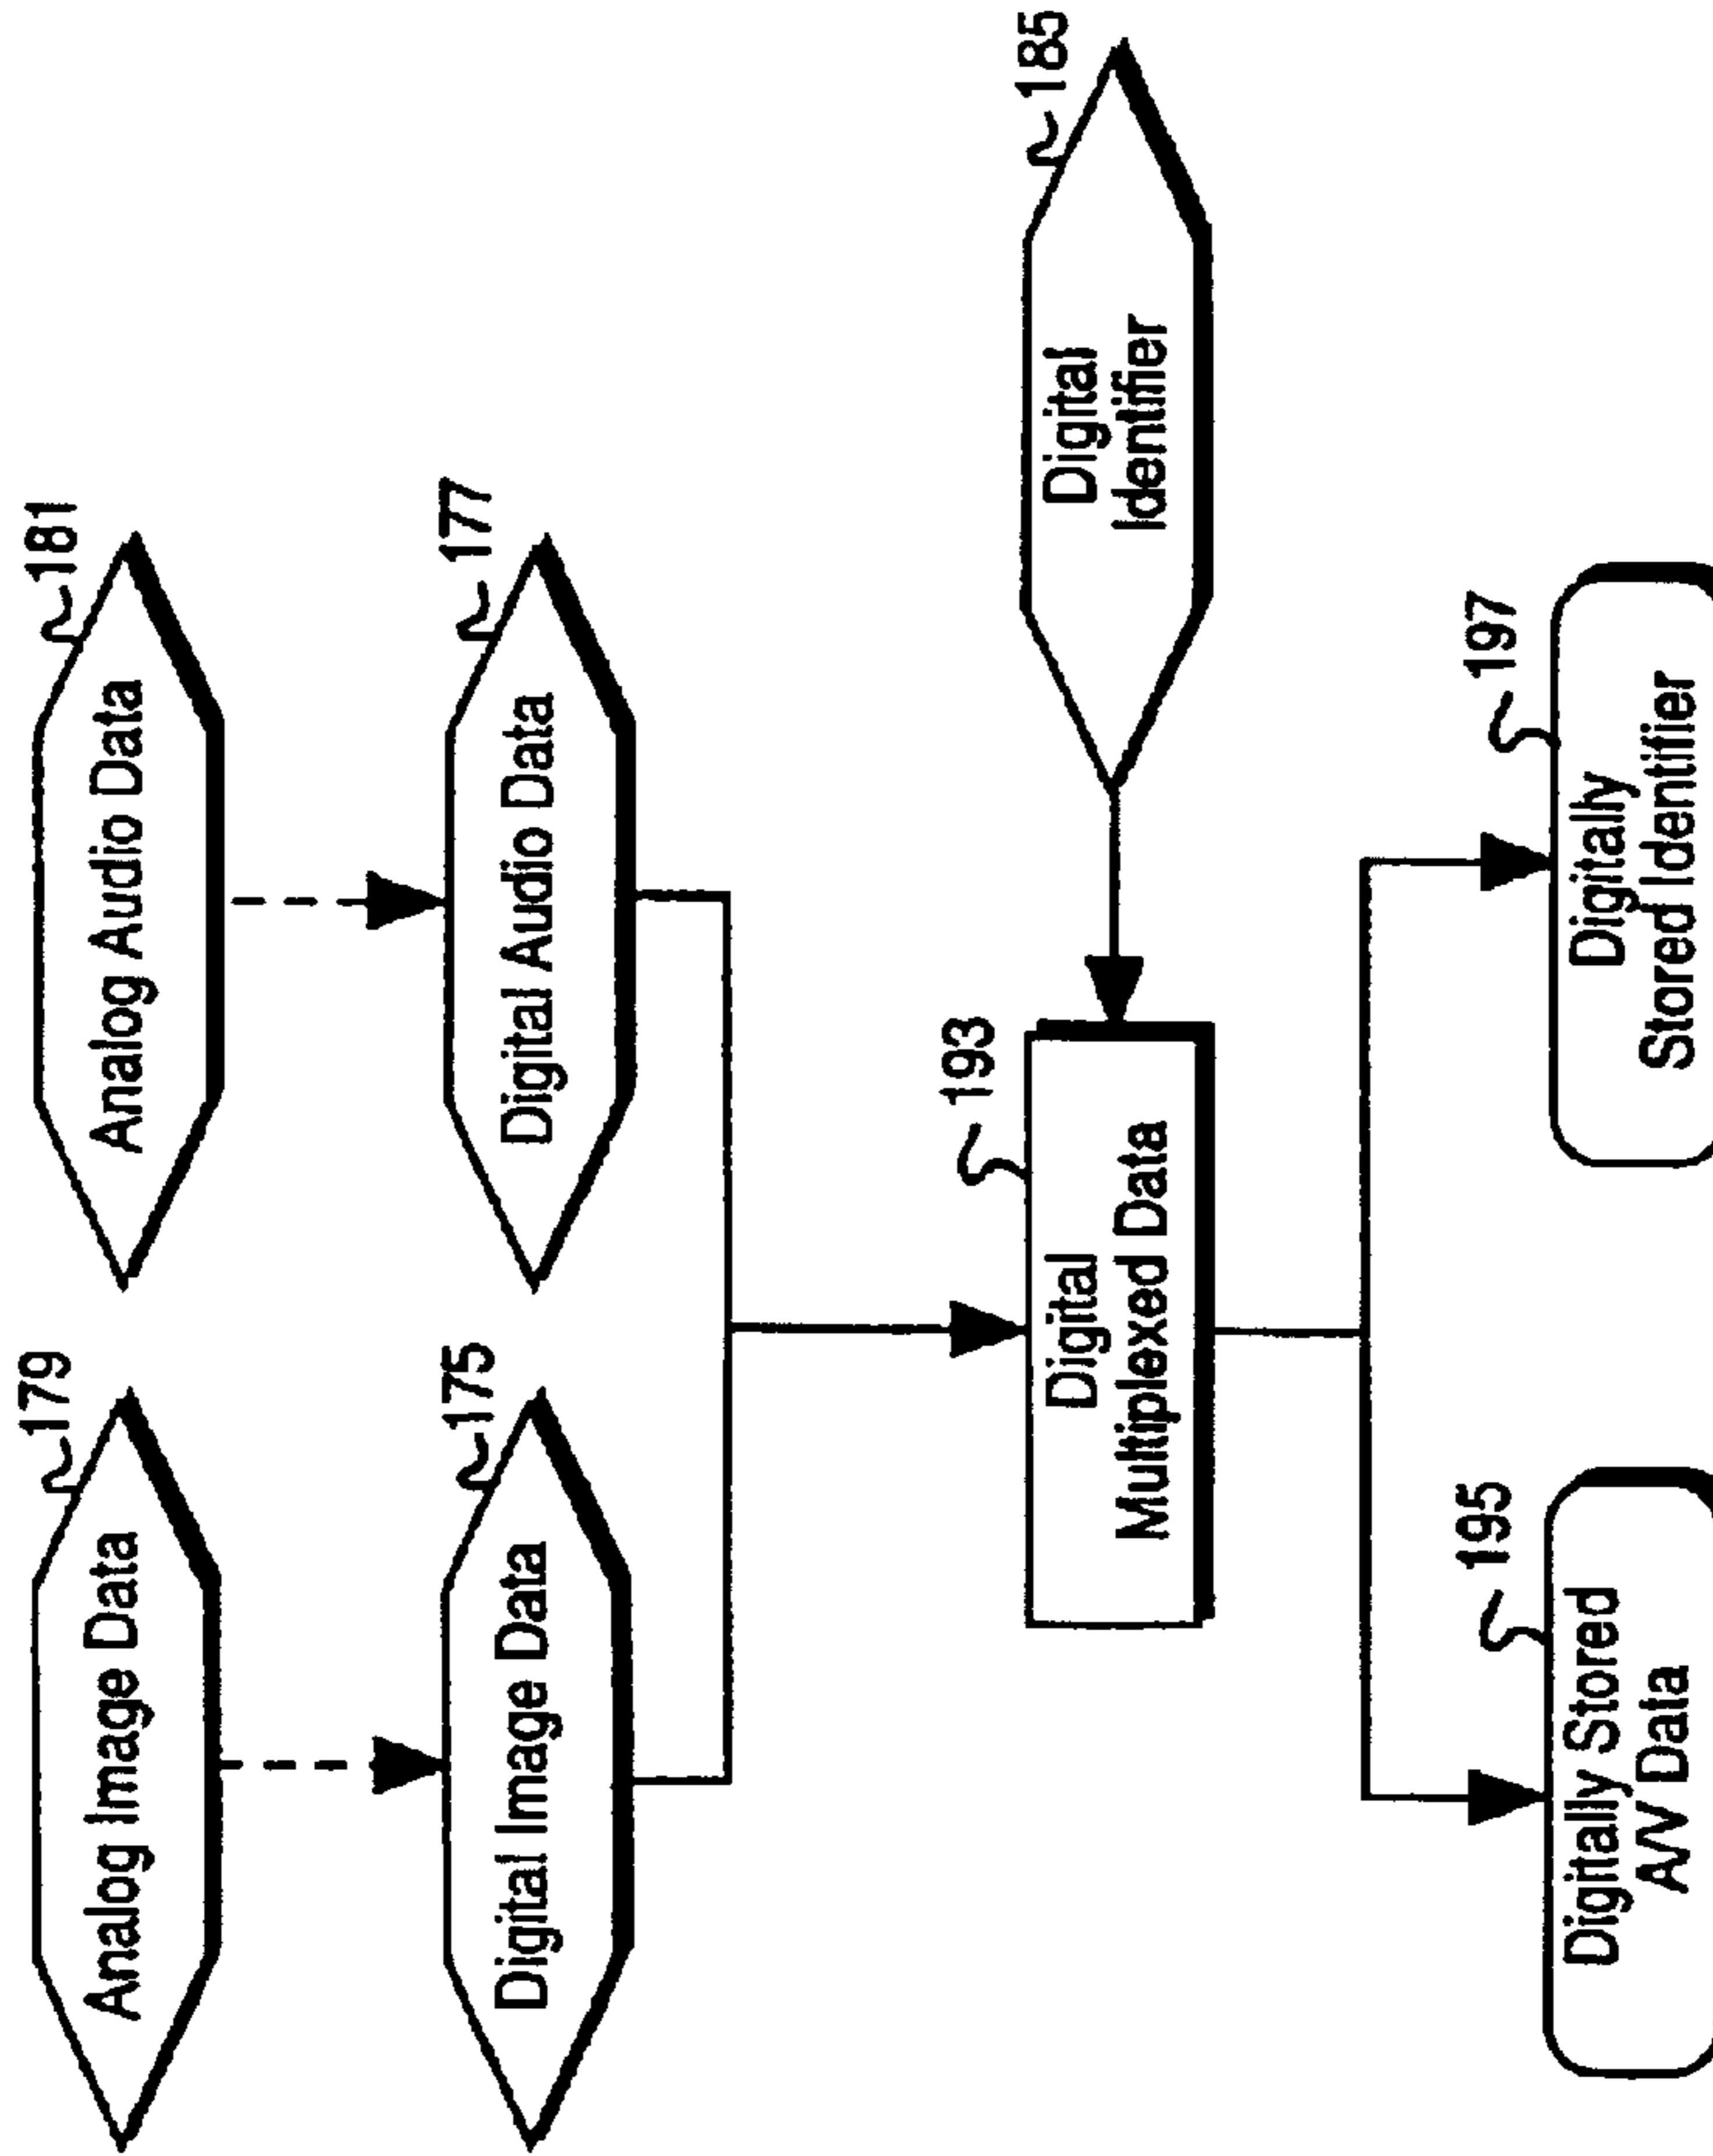 179
Analog Image Data
181
Analog Audio Data
175
Digital Image Data
177
Digital Audio Data
193
Digital
Multiplexed Data
185
Digital
Identifier
195
Digitally Stored
A/V Data
197
Digitally
Stored Identifier